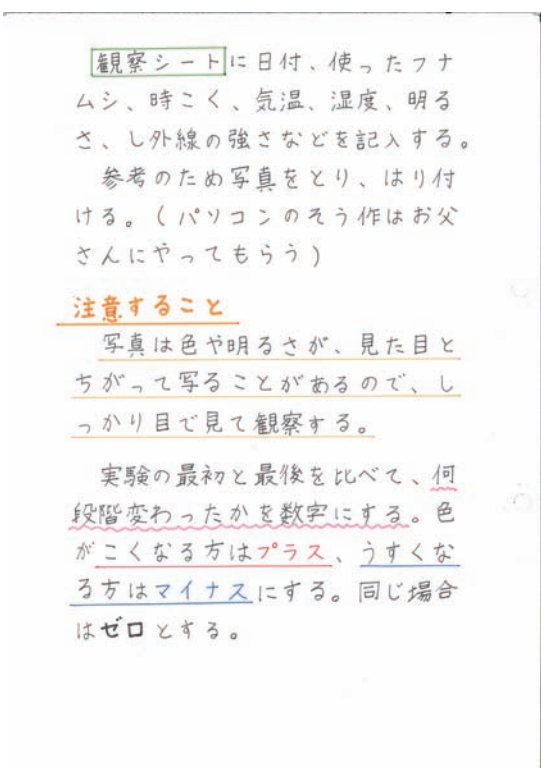 観察シートに日付、使ったフナ
ムシ、時こく、気温、湿度、明る
さ、し外線の強さなどを記入する。
参考のため写真をとり、はり付
ける。(パソコンのそう作はお父
さんにやってもらう)
注意すること
写真は色や明るさが、見た目と
ちがって写ることがあるので、し
っかり目で見て観察する。
実験の最初と最後を比べて、何
段階変わったかを数字にする。色
がこくなる方はプラス、うすくな
る方はマイナスにする。同じ場合
はゼロとする。